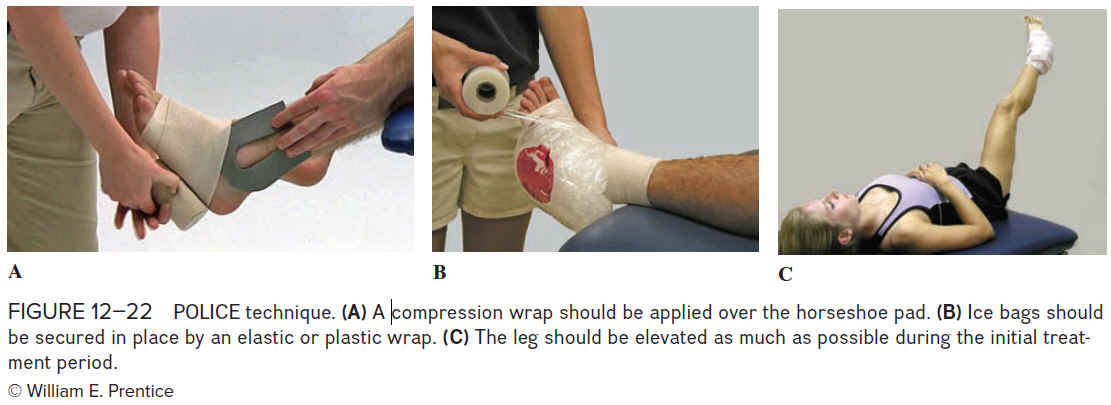 A
B
C
FIGURE 12–22 POLICE technique. (A) A compression wrap should be applied over the horseshoe pad. (B) Ice bags should
be secured in place by an elastic or plastic wrap. (C) The leg should be elevated as much as possible during the initial treat-
ment period.
© William E. Prentice